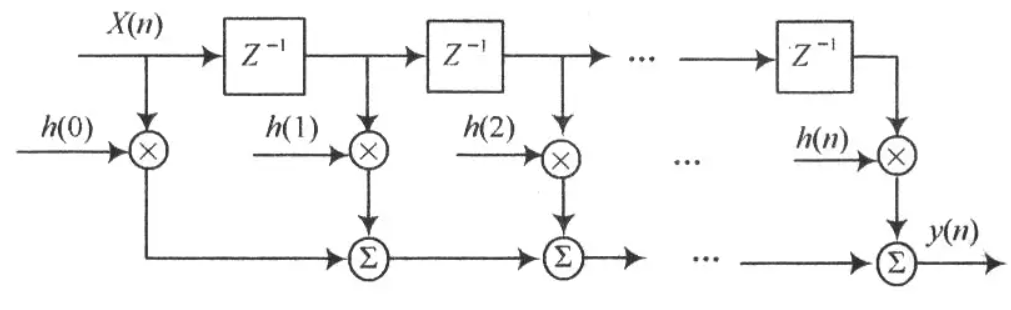 X(n)
Z⁻¹ Z⁻¹ ... Z⁻¹
h(0) h(1) h(2) ... h(n)
× × × ×
y(n)
Σ Σ ... Σ